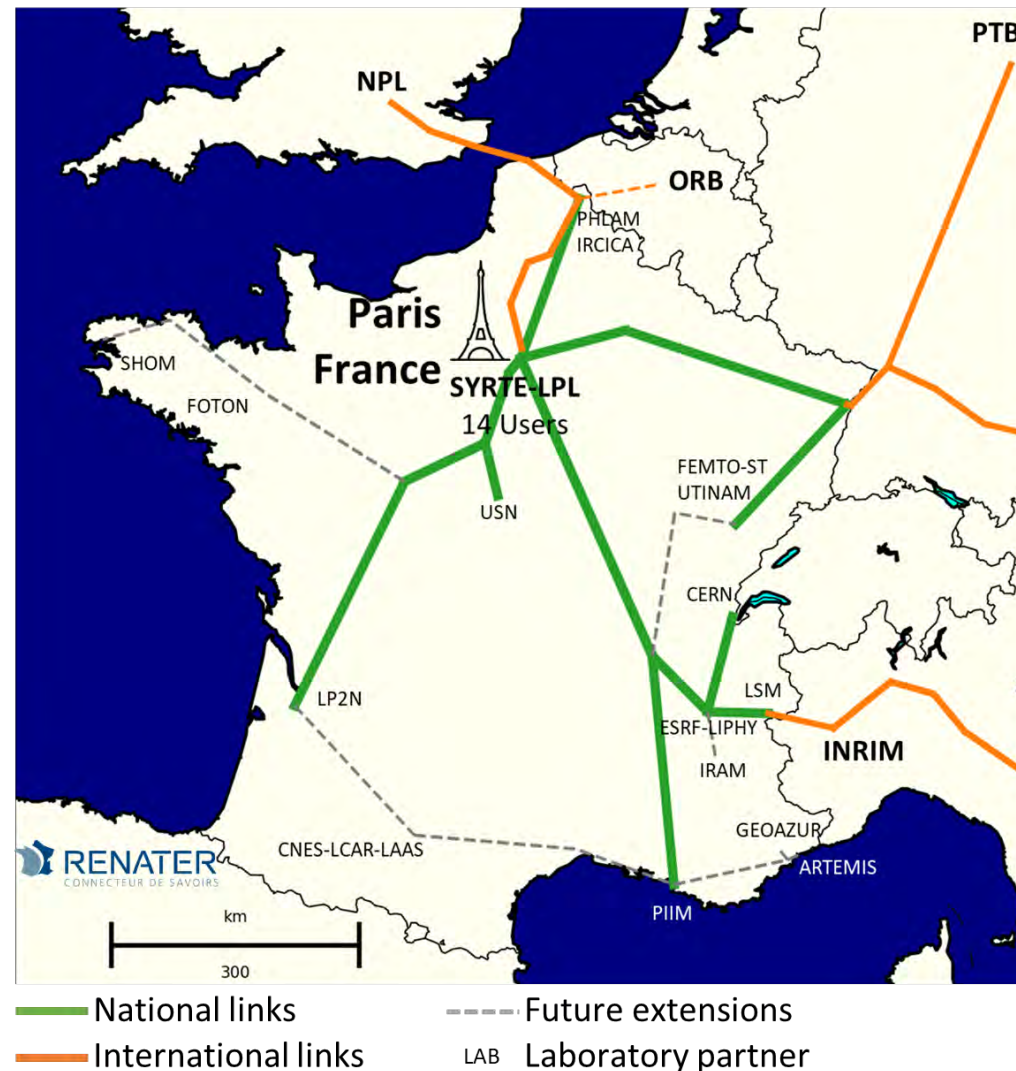 PTB
NPL
ORB
PHLAM
IRCICA
Paris
France
SYRTE-LPL
14 Users
SHOM
FOTON
FEMTO-ST
UTINAM
USN
CERN
LP2N
LSM
ESRF-LIPHY
INRIM
IRAM
GEOAZUR
CNES-LCAR-LAAS
ARTEMIS
RENATER
CONNECTEUR DE SAVOIRS
PIIM
km
300
National links
Future extensions
International links
LAB Laboratory partner